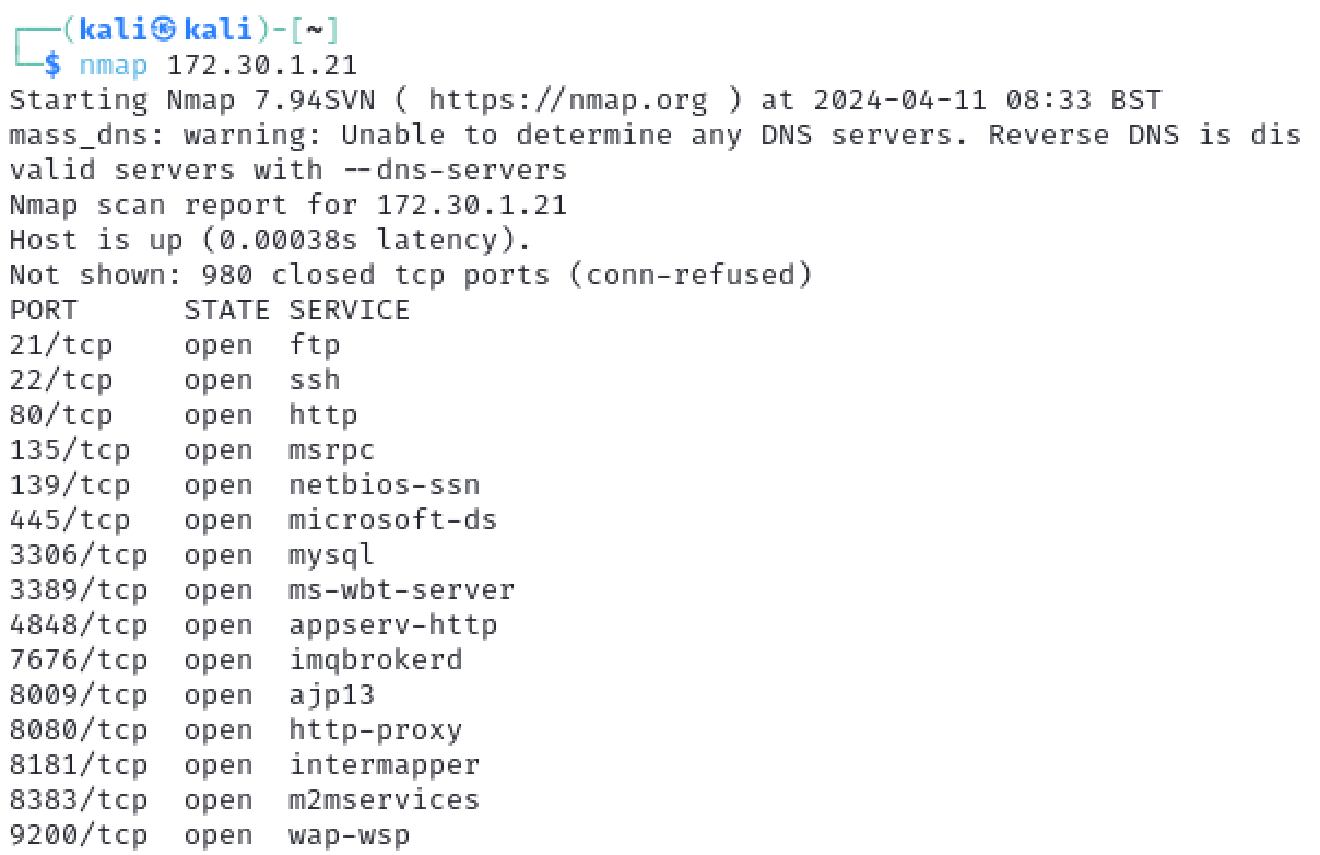 ┌──(kali㉿kali)-[~]
└─$ nmap 172.30.1.21
Starting Nmap 7.94SVN ( https://nmap.org ) at 2024-04-11 08:33 BST
mass_dns: warning: Unable to determine any DNS servers. Reverse DNS is dis
valid servers with --dns-servers
Nmap scan report for 172.30.1.21
Host is up (0.00038s latency).
Not shown: 980 closed tcp ports (conn-refused)
PORT     STATE SERVICE
21/tcp   open  ftp
22/tcp   open  ssh
80/tcp   open  http
135/tcp  open  msrpc
139/tcp  open  netbios-ssn
445/tcp  open  microsoft-ds
3306/tcp open  mysql
3389/tcp open  ms-wbt-server
4848/tcp open  appserv-http
7676/tcp open  imqbrokerd
8009/tcp open  ajp13
8080/tcp open  http-proxy
8181/tcp open  intermapper
8383/tcp open  m2mservices
9200/tcp open  wap-wsp